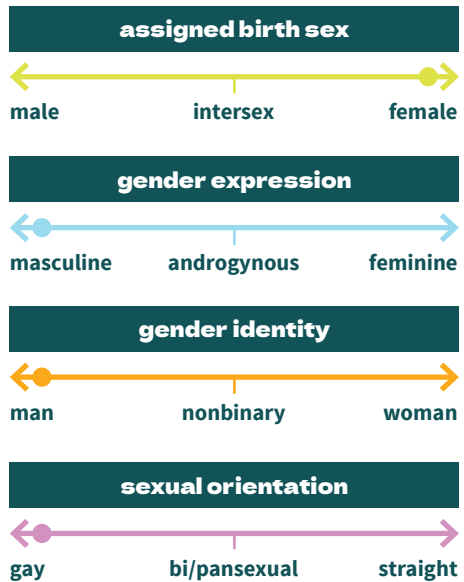 assigned birth sex
male intersex female
gender expression
masculine androgynous feminine
gender identity
man nonbinary woman
sexual orientation
gay bi/pansexual straight